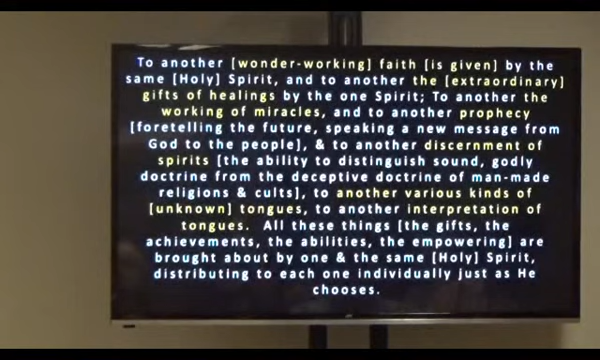 To another [wonder-working] faith [is given] by the
same [Holy] Spirit, and to another the [extraordinary]
gifts of healings by the one Spirit; To another the
working of miracles, and to another prophecy
[foretelling the future, speaking a new message from
God to the people], & to another discernment of
spirits [the ability to distinguish sound, godly
doctrine from the deceptive doctrine of man-made
religions & cults], to another various kinds of
[unknown] tongues, to another interpretation of
tongues. All these things [the gifts, the
achievements, the abilities, the empowering] are
brought about by one & the same [Holy] Spirit,
distributing to each one individually just as He
chooses.